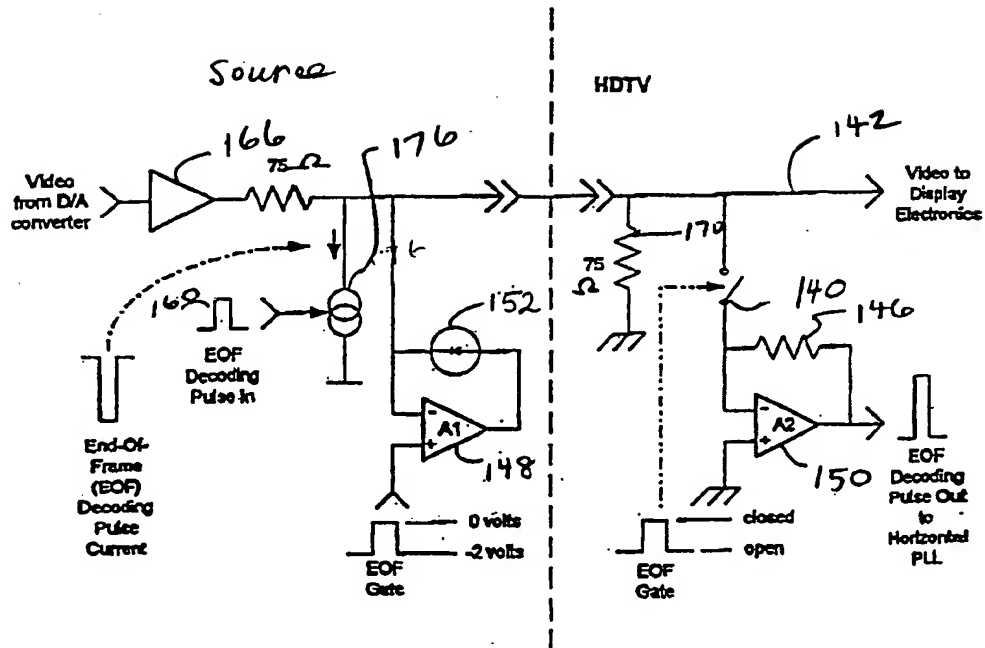 Source
HDTV
166
75 Ω
176
142
Video
from D/A
converter
Video to
Display
Electronics
170
75
Ω
160
EOF
Decoding
Pulse In
152
140
146
End-Of-
Frame
(EOF)
Decoding
Pulse
Current
-
A1
+
148
-
A2
+
150
EOF
Decoding
Pulse Out
to
Horizontal
PLL
0 volts
-2 volts
EOF
Gate
closed
open
EOF
Gate